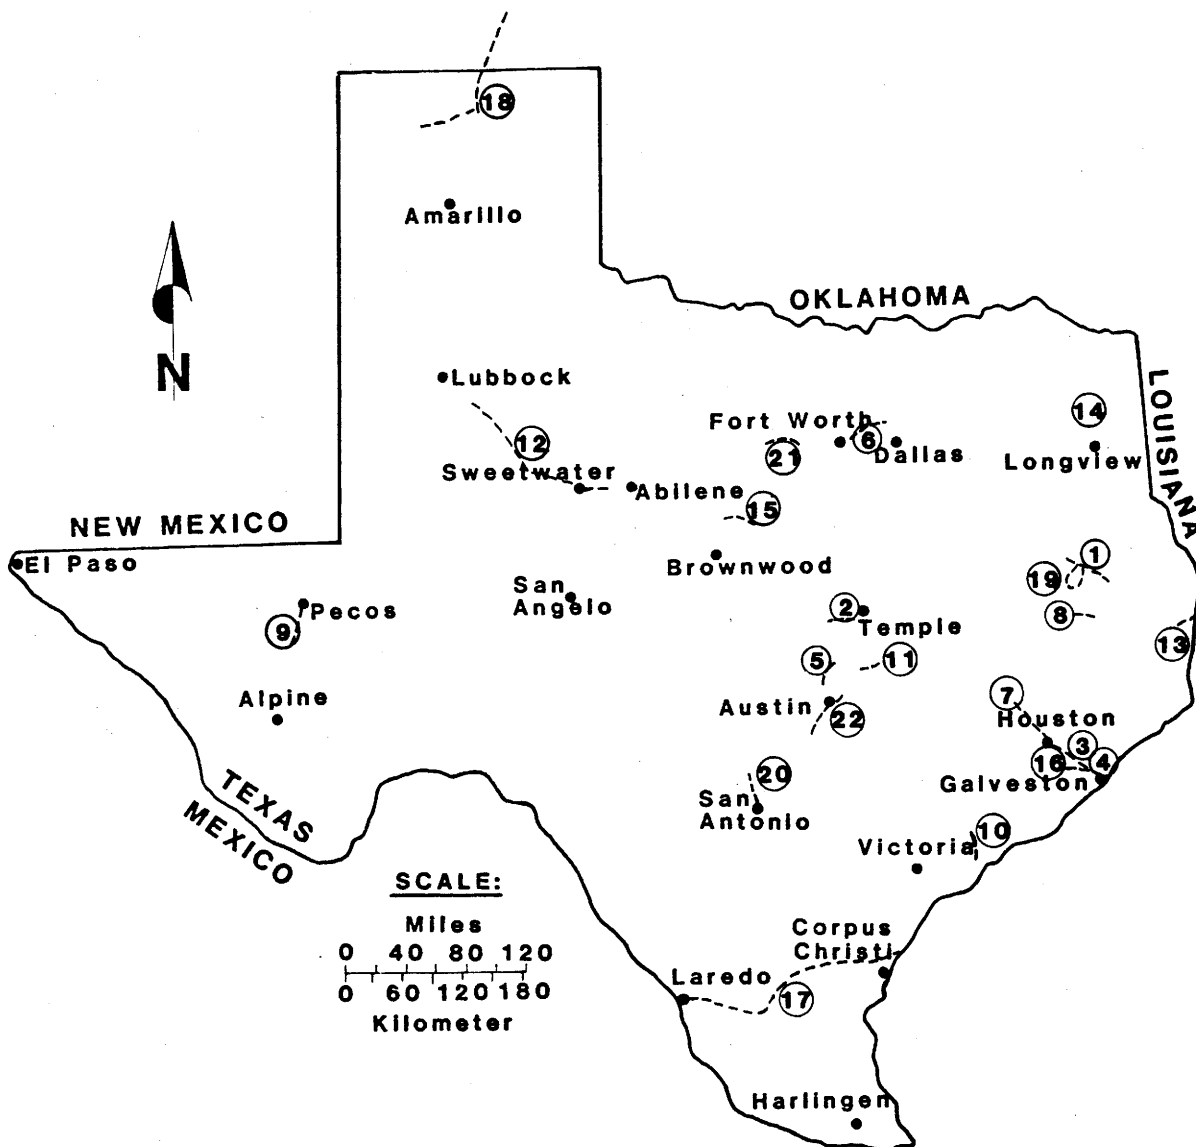 18
Amarillo
OKLAHOMA
N
Lubbock
LOUISIANA
14
Fort Worth
12
6
21
Dallas
Longview
Sweetwater
Abilene
15
NEW MEXICO
El Paso
Brownwood
1
19
San
Angelo
Pecos
2
8
9
Temple
13
5
11
Alpine
7
Austin
22
Houston
3
16
4
20
Galveston
TEXAS
MEXICO
San
Antonio
10
Victoria
SCALE:
Miles
0 40 80 120
0 60 120 180
Kilometer
Corpus
Christi
Laredo
17
Harlingen